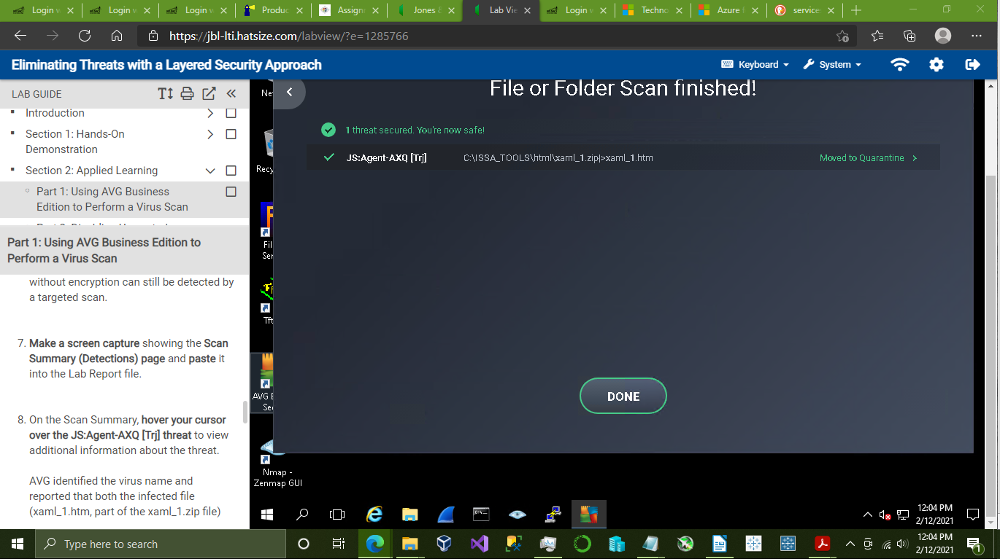 Login w
Login w
Login w
Produc
Assign
Jones &
Lab Vie
Login w
Techno
Azure
service
https://jbl-lti.hatsize.com/labview/?e=1285766
Eliminating Threats with a Layered Security Approach
Keyboard
System
LAB GUIDE
Introduction
Section 1: Hands-On
Demonstration
Section 2: Applied Learning
Part 1: Using AVG Business
Edition to Perform a Virus Scan
Part 1: Using AVG Business Edition to
Perform a Virus Scan
without encryption can still be detected by
a targeted scan.
7. Make a screen capture showing the Scan
Summary (Detections) page and paste it
into the Lab Report file.
8. On the Scan Summary, hover your cursor
over the JS:Agent-AXQ [Trj] threat to view
additional information about the threat.
AVG identified the virus name and
reported that both the infected file
(xaml_1.htm, part of the xaml_1.zip file)
Net
Recy
Fil
Ser
Tft
AVG B
Sec
Nmap -
Zenmap GUI
File or Folder Scan finished!
1 threat secured. You're now safe!
JS:Agent-AXQ [Trj]
C:\ISSA_TOOLS\html\xaml_1.zip|>xaml_1.htm
Moved to Quarantine
DONE
12:04 PM
2/12/2021
Type here to search
12:04 PM
2/12/2021
1